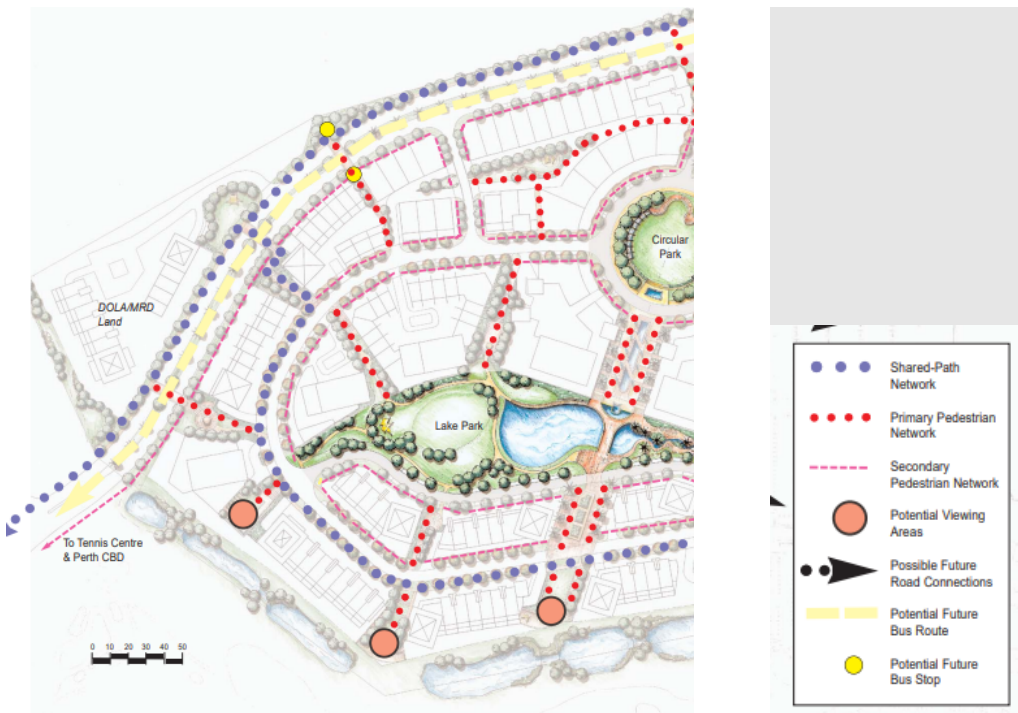 Circular
Park
DOLA/MRD
Land
Lake Park
To Tennis Centre
& Perth CBD
0 10 20 30 40 50
Shared-Path
Network
Primary Pedestrian
Network
Secondary
Pedestrian Network
Potential Viewing
Areas
Possible Future
Road Connections
Potential Future
Bus Route
Potential Future
Bus Stop